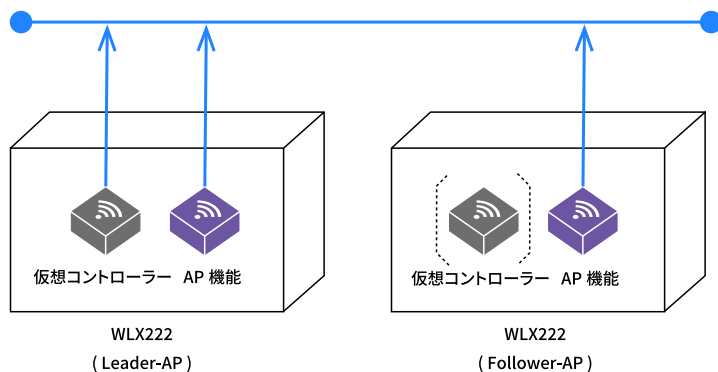 仮想コントローラー AP 機能
仮想コントローラー AP 機能
WLX222
( Leader-AP )
WLX222
( Follower-AP )